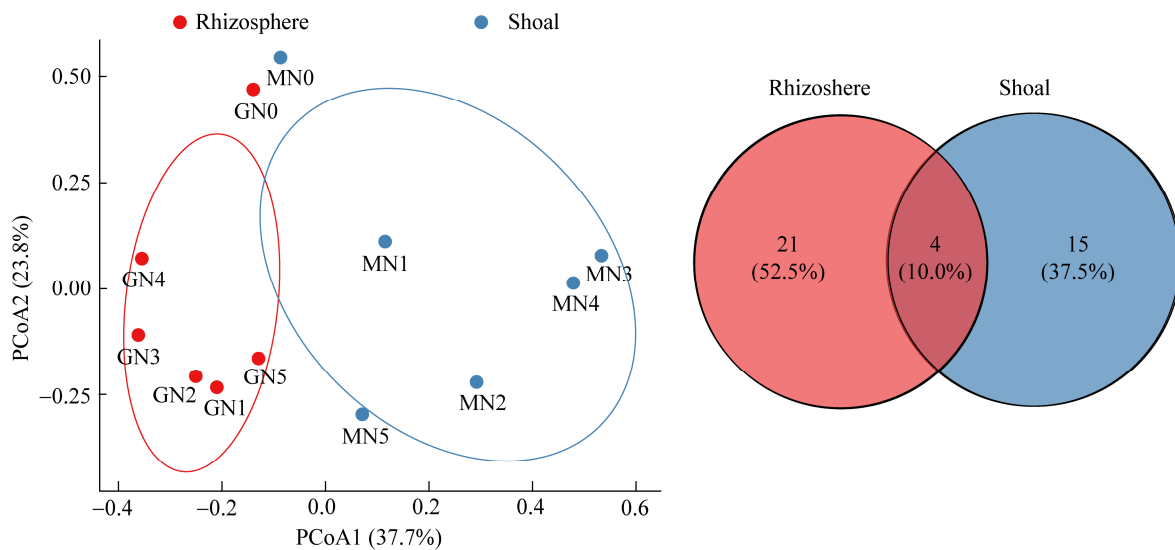 Rhizosphere
Shoal
0.50
0.25
0.00
−0.25
PCoA2 (23.8%)
MN0
GN0
GN4
MN1
MN3
MN4
GN3
GN5
GN2
GN1
MN2
MN5
−0.4
−0.2
0.0
0.2
0.4
0.6
PCoA1 (37.7%)
Rhizoshere
Shoal
21
(52.5%)
4
(10.0%)
15
(37.5%)